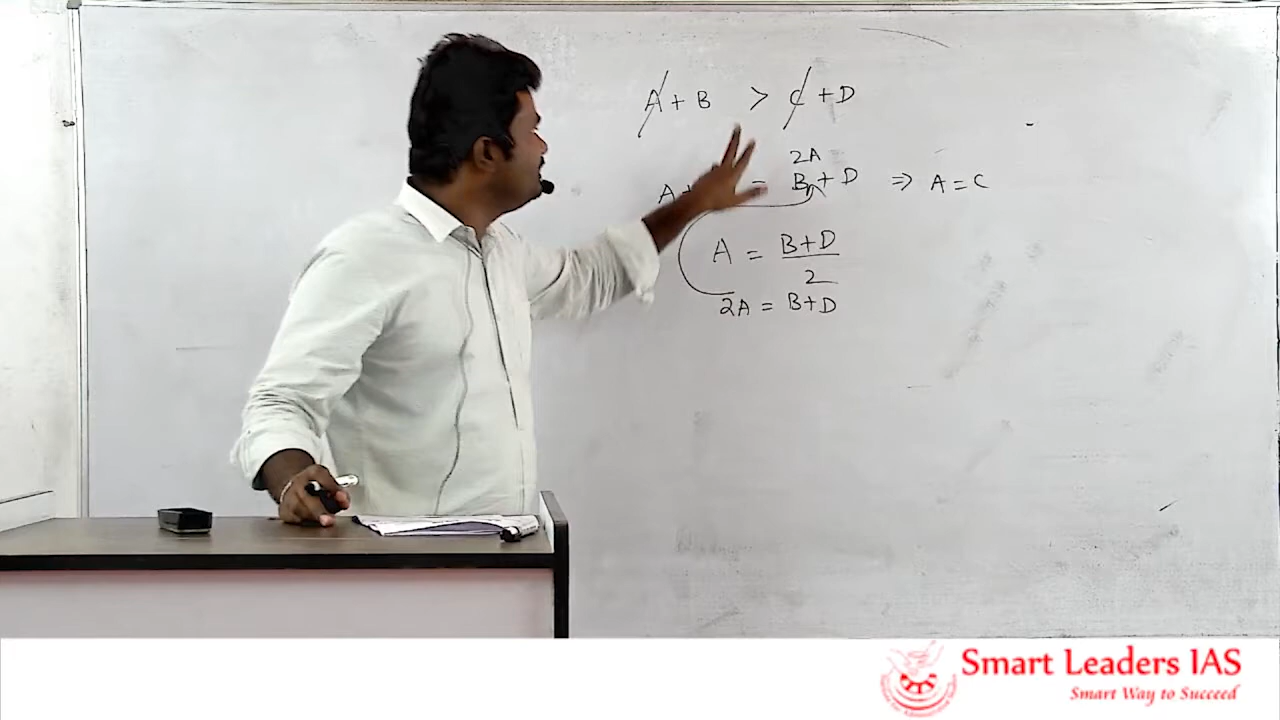 A + B > C + D
2A
A+ = B + D ⇒ A = C
A = B+D
2
2A = B+D
Smart Leaders IAS
Smart Way to Succeed